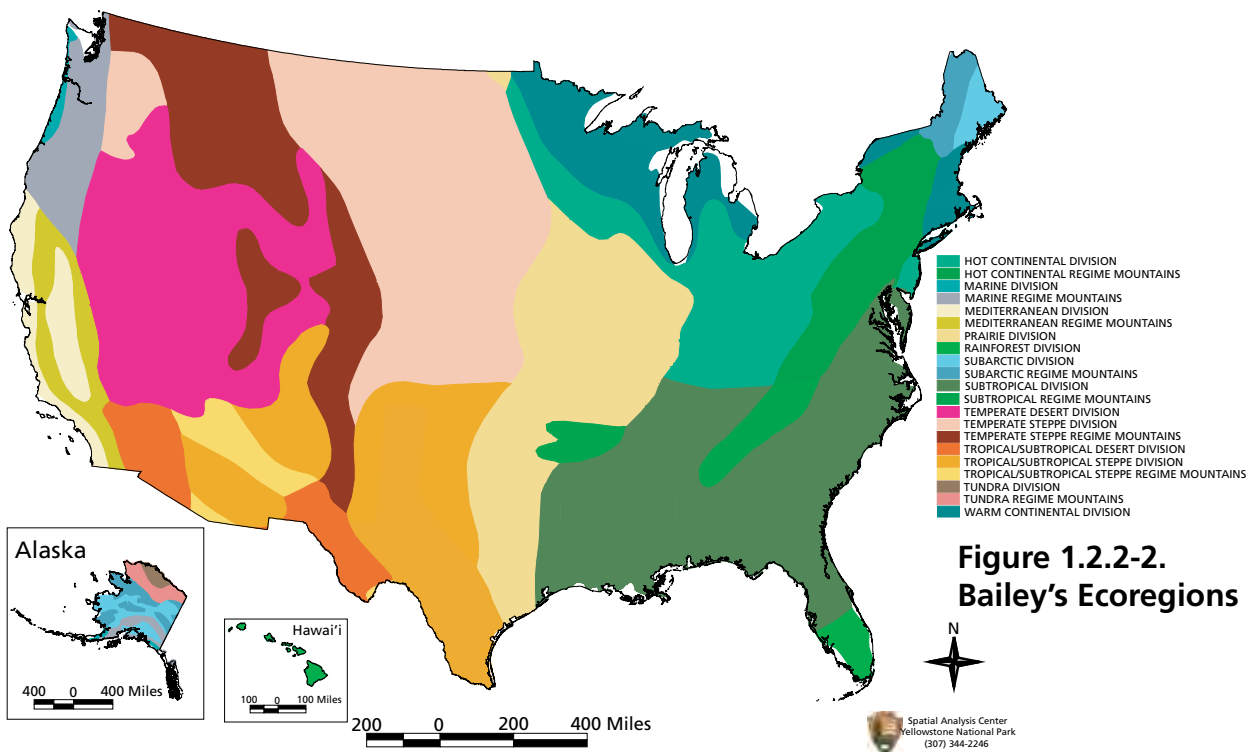 HOT CONTINENTAL DIVISION
HOT CONTINENTAL REGIME MOUNTAINS
MARINE DIVISION
MARINE REGIME MOUNTAINS
MEDITERRANEAN DIVISION
MEDITERRANEAN REGIME MOUNTAINS
PRAIRIE DIVISION
RAINFOREST DIVISION
SUBARCTIC DIVISION
SUBARCTIC REGIME MOUNTAINS
SUBTROPICAL DIVISION
SUBTROPICAL REGIME MOUNTAINS
TEMPERATE DESERT DIVISION
TEMPERATE STEPPE DIVISION
TEMPERATE STEPPE REGIME MOUNTAINS
TROPICAL/SUBTROPICAL DESERT DIVISION
TROPICAL/SUBTROPICAL STEPPE DIVISION
TROPICAL/SUBTROPICAL STEPPE REGIME MOUNTAINS
TUNDRA DIVISION
TUNDRA REGIME MOUNTAINS
WARM CONTINENTAL DIVISION
Figure 1.2.2-2.
Bailey's Ecoregions
N
Alaska
400 0 400 Miles
Hawai'i
100 0 100 Miles
200 0 200 400 Miles
Spatial Analysis Center
Yellowstone National Park
(307) 344-2246